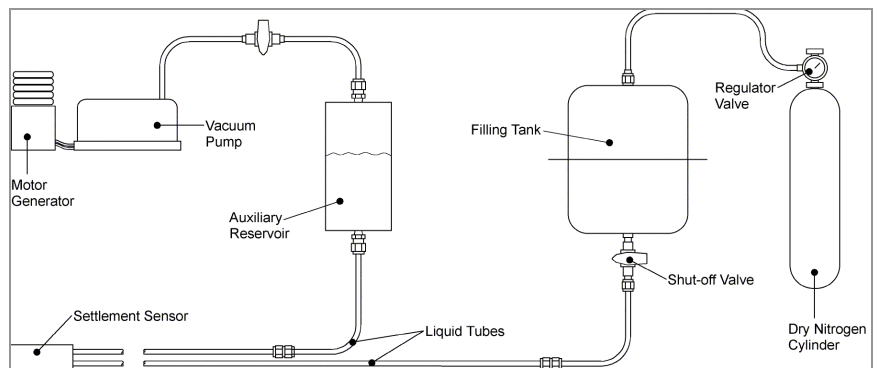 Regulator
Valve
Vacuum
Pump
Filling Tank
Motor
Generator
Auxiliary
Reservoir
Shut-off Valve
Settlement Sensor
Liquid Tubes
Dry Nitrogen
Cylinder